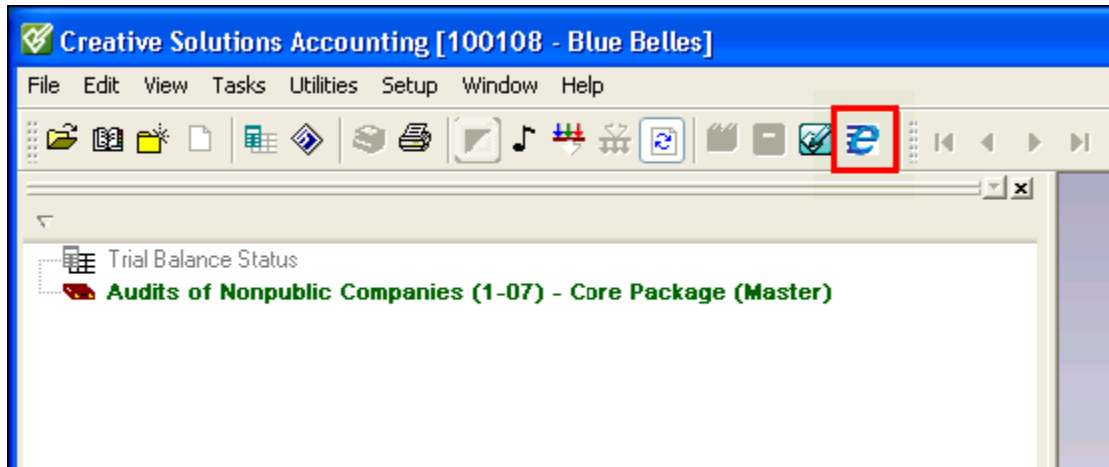 Creative Solutions Accounting [100108 - Blue Belles]
File Edit View Tasks Utilities Setup Window Help
Trial Balance Status
Audits of Nonpublic Companies (1-07) - Core Package (Master)